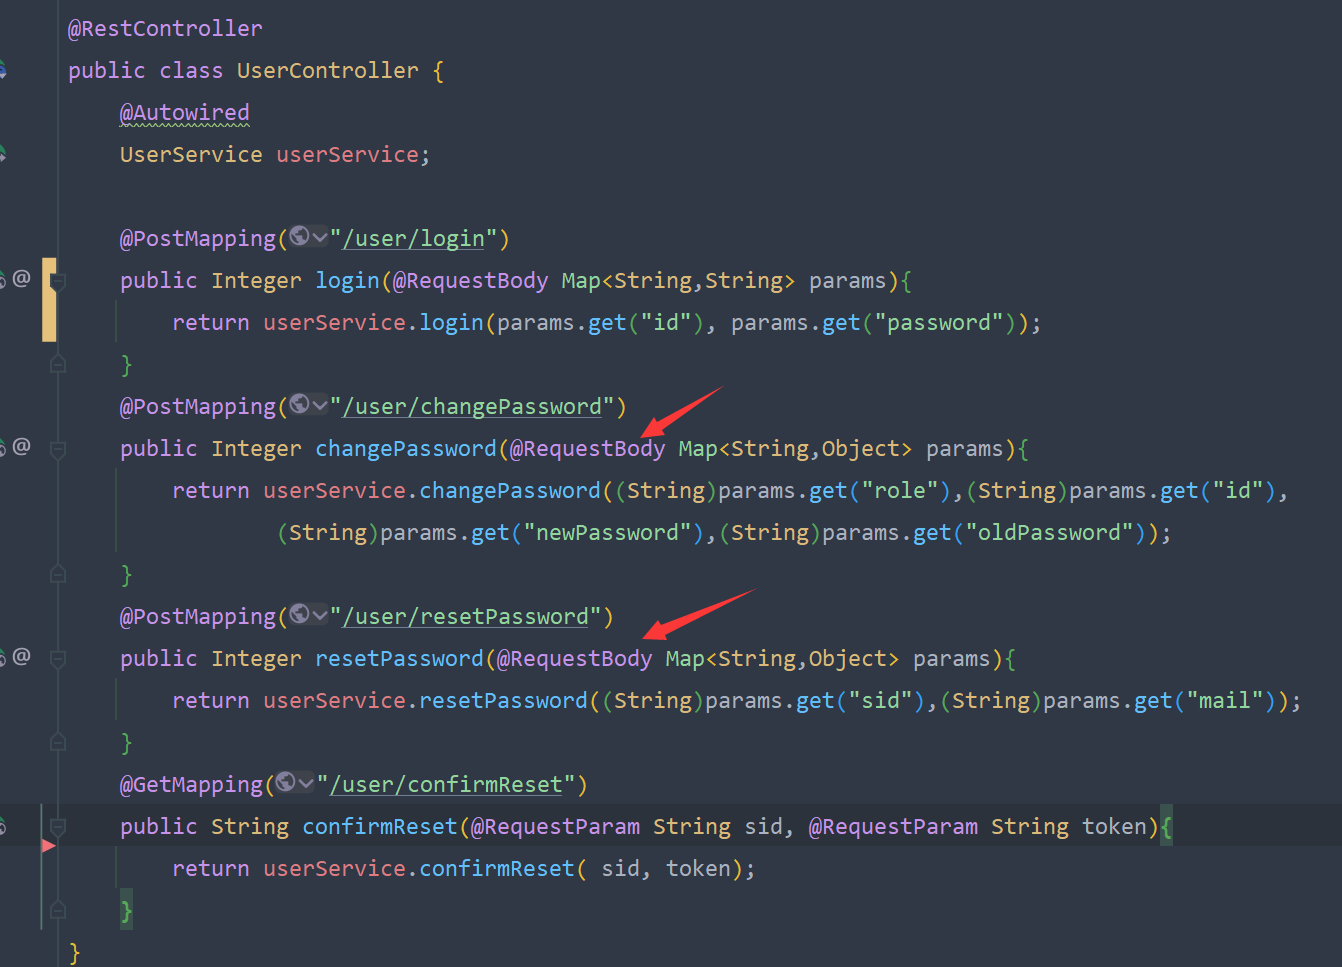 @RestController
public class UserController {
@Autowired
UserService userService;
@PostMapping("/user/login")
public Integer login(@RequestBody Map<String,String> params){
return userService.login(params.get("id"), params.get("password"));
}
@PostMapping("/user/changePassword")
public Integer changePassword(@RequestBody Map<String,Object> params){
return userService.changePassword((String)params.get("role"),(String)params.get("id"),
(String)params.get("newPassword"),(String)params.get("oldPassword"));
}
@PostMapping("/user/resetPassword")
public Integer resetPassword(@RequestBody Map<String,Object> params){
return userService.resetPassword((String)params.get("sid"),(String)params.get("mail"));
}
@GetMapping("/user/confirmReset")
public String confirmReset(@RequestParam String sid, @RequestParam String token){
return userService.confirmReset( sid, token);
}
}